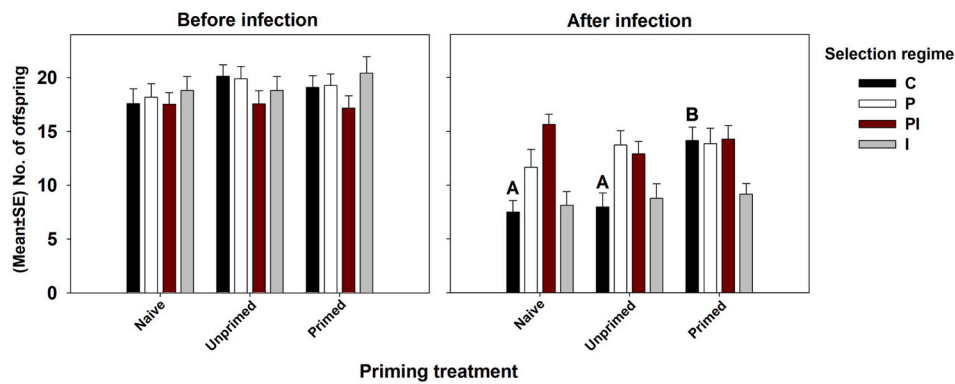 Before infection
After infection
Selection regime
C
P
PI
I
(Mean±SE) No. of offspring
20
15
10
5
0
A
A
B
Naive
Unprimed
Primed
Naive
Unprimed
Primed
Priming treatment